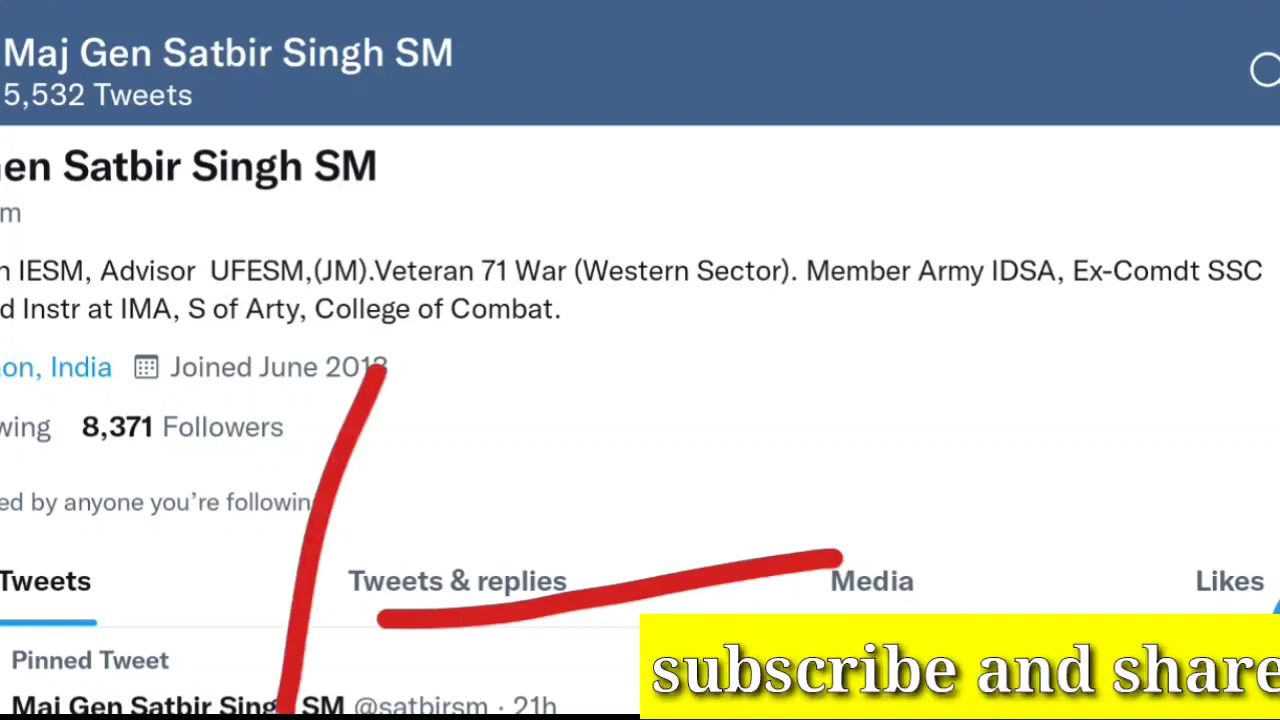 Maj Gen Satbir Singh SM
5,532 Tweets
en Satbir Singh SM
m
IESM, Advisor UFESM,(JM).Veteran 71 War (Western Sector). Member Army IDSA, Ex-Comdt SSC
d Instr at IMA, S of Arty, College of Combat.
on, India Joined June
wing 8,371 Followers
ed by anyone you’re followin
Tweets Tweets & replies Media Likes
Pinned Tweet
Maj Gen Satbir Sing SM @satbirsm · 21h
subscribe and share